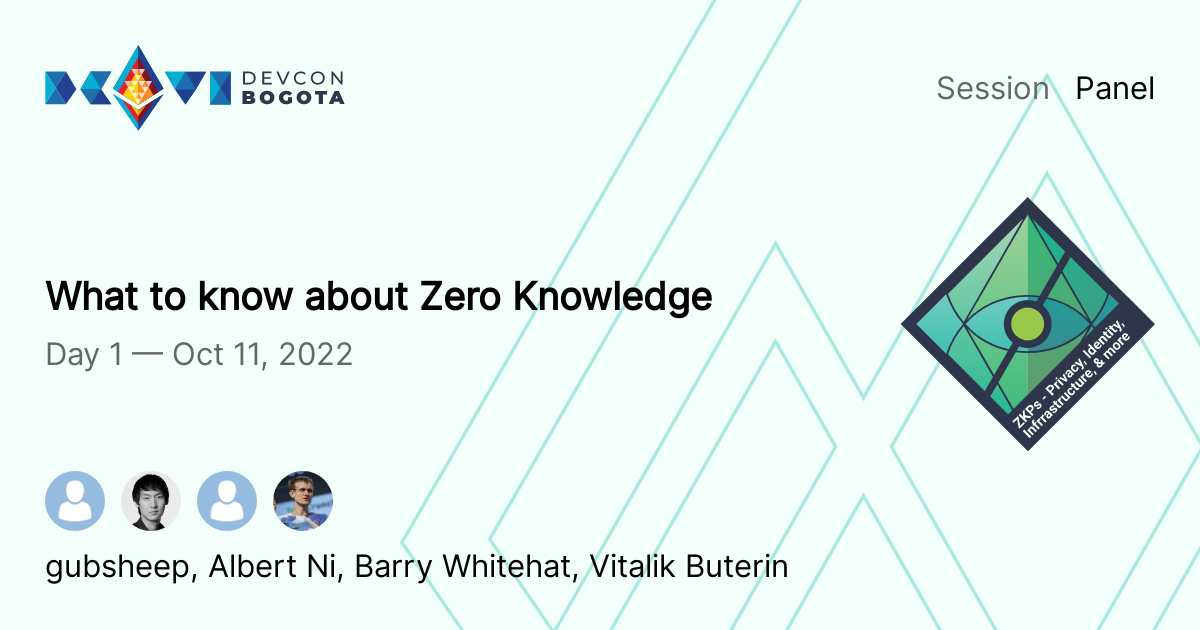 DEVCON
BOGOTA
Session Panel
What to know about Zero Knowledge
Day 1 — Oct 11, 2022
ZKPs - Privacy, Identity,
Infrrastructure, & more
gubsheep, Albert Ni, Barry Whitehat, Vitalik Buterin